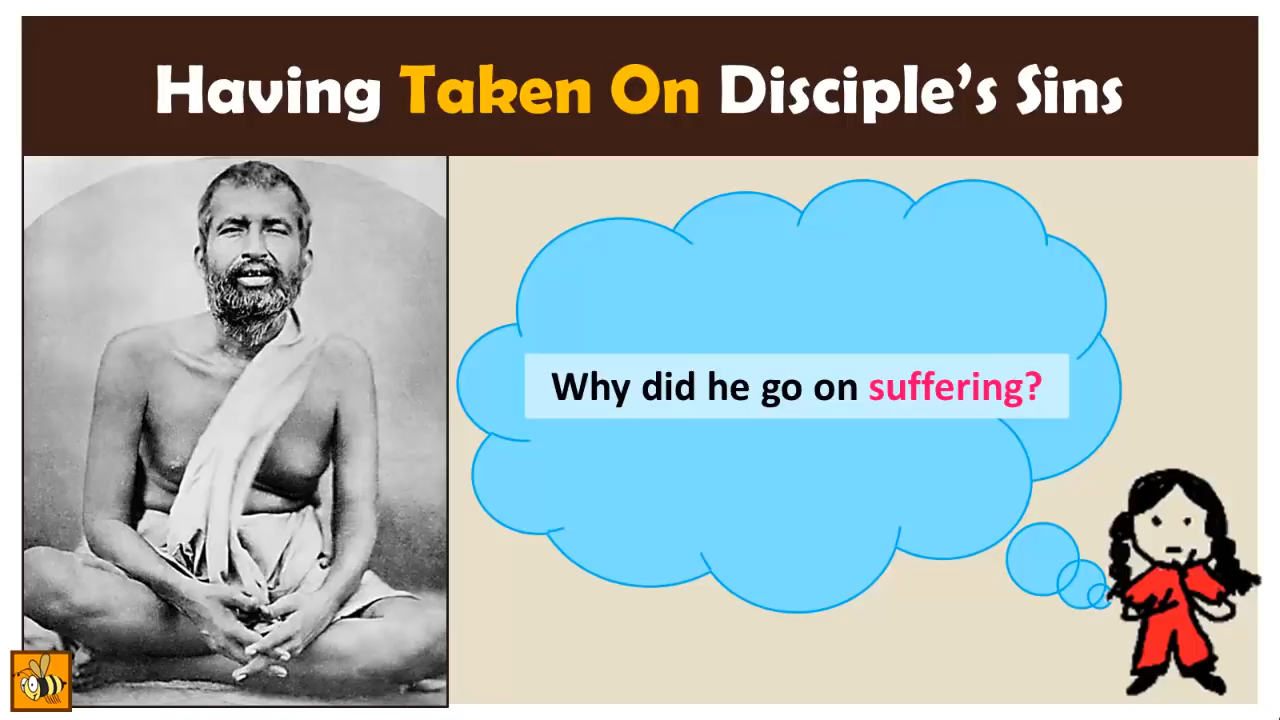 Having Taken On Disciple’s Sins
Why did he go on suffering?